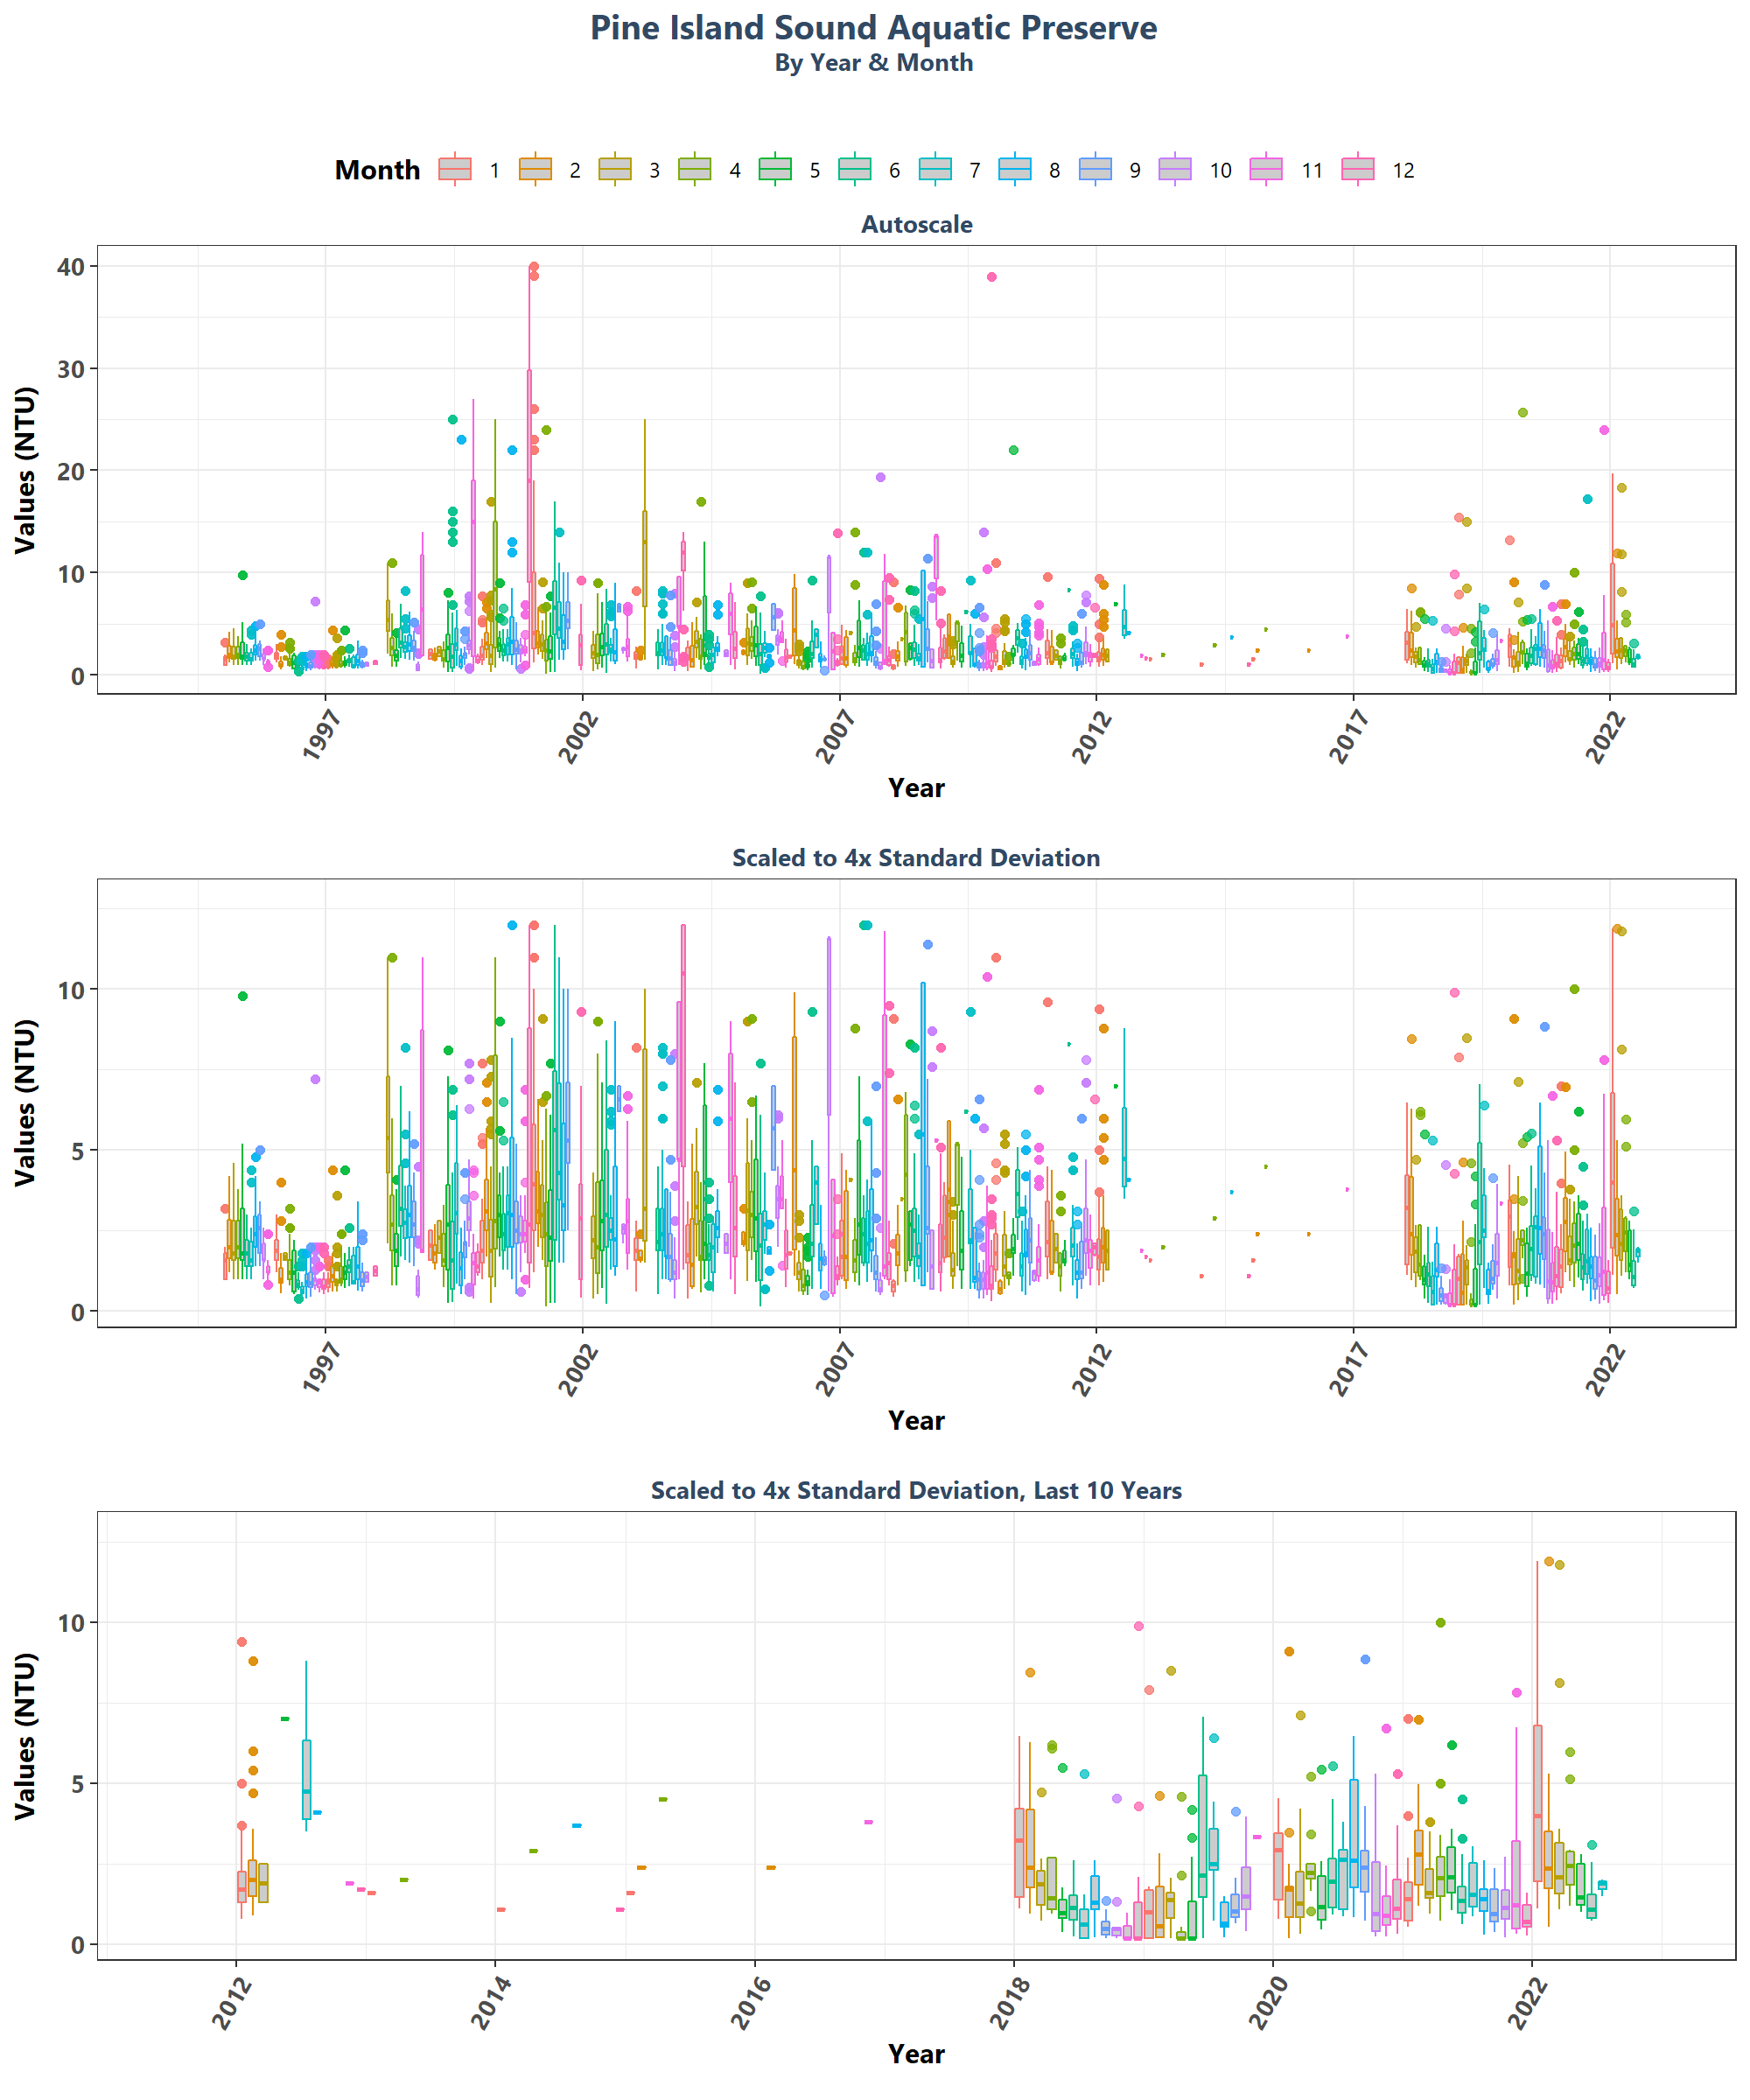 Pine Island Sound Aquatic Preserve
By Year & Month
Month 1 2 3 4 5 6 7 8 9 10 11 12
Autoscale
Values (NTU)
40
30
20
10
0
1997 2002 2007 2012 2017 2022
Year
Scaled to 4x Standard Deviation
Values (NTU)
10
5
0
1997 2002 2007 2012 2017 2022
Year
Scaled to 4x Standard Deviation, Last 10 Years
Values (NTU)
10
5
0
2012 2014 2016 2018 2020 2022
Year